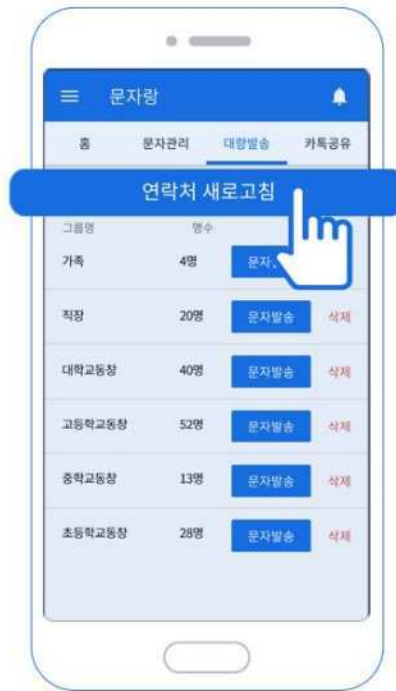 문자랑
홈 문자관리 대량발송 카톡공유
연락처 새로고침
그룹명 명수
가족 4명 문자
직장 20명 문자발송 삭제
대학교동창 40명 문자발송 삭제
고등학교동창 52명 문자발송 삭제
중학교동창 13명 문자발송 삭제
초등학교동창 28명 문자발송 삭제